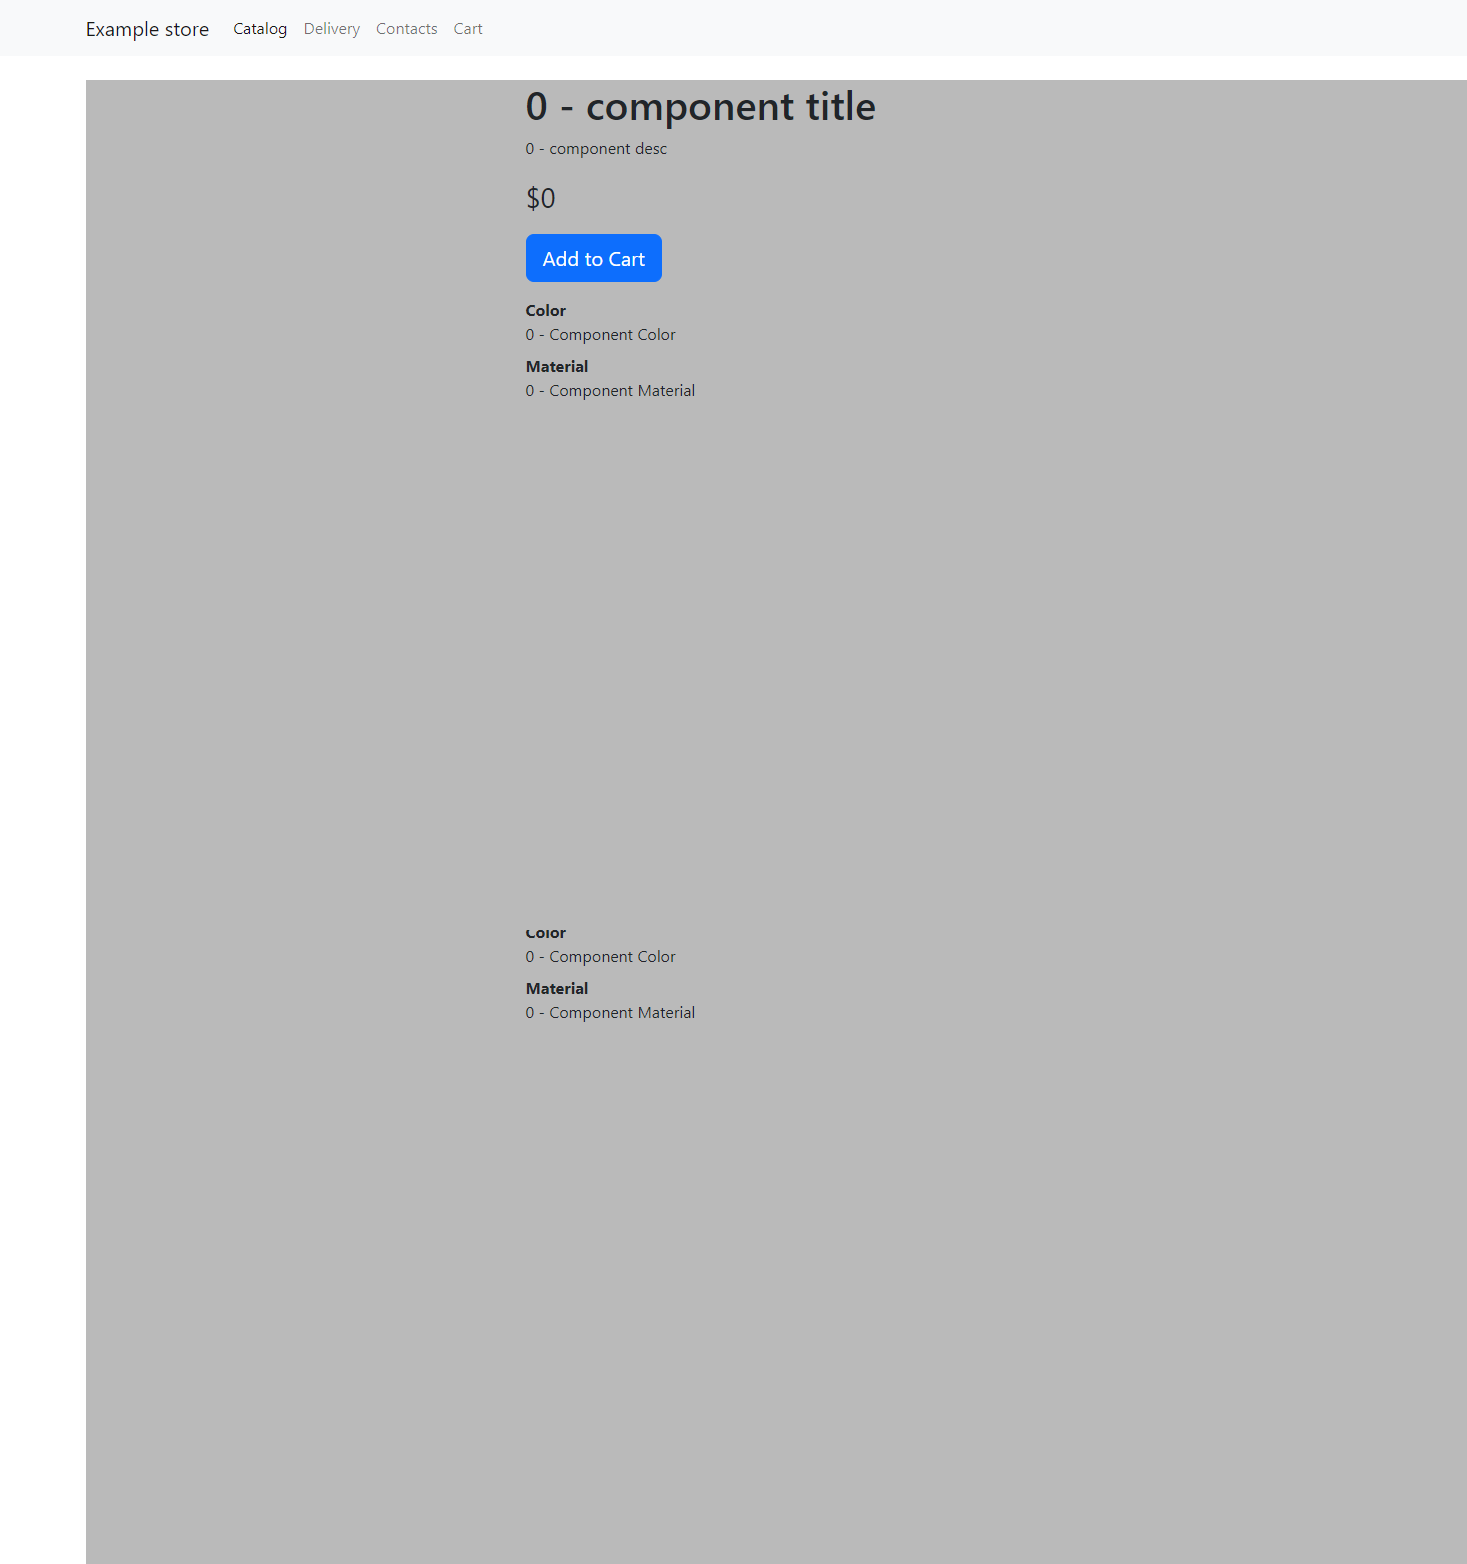 Example store Catalog Delivery Contacts Cart
0 - component title
0 - component desc
$0
Add to Cart
Color
0 - Component Color
Material
0 - Component Material
Color
0 - Component Color
Material
0 - Component Material